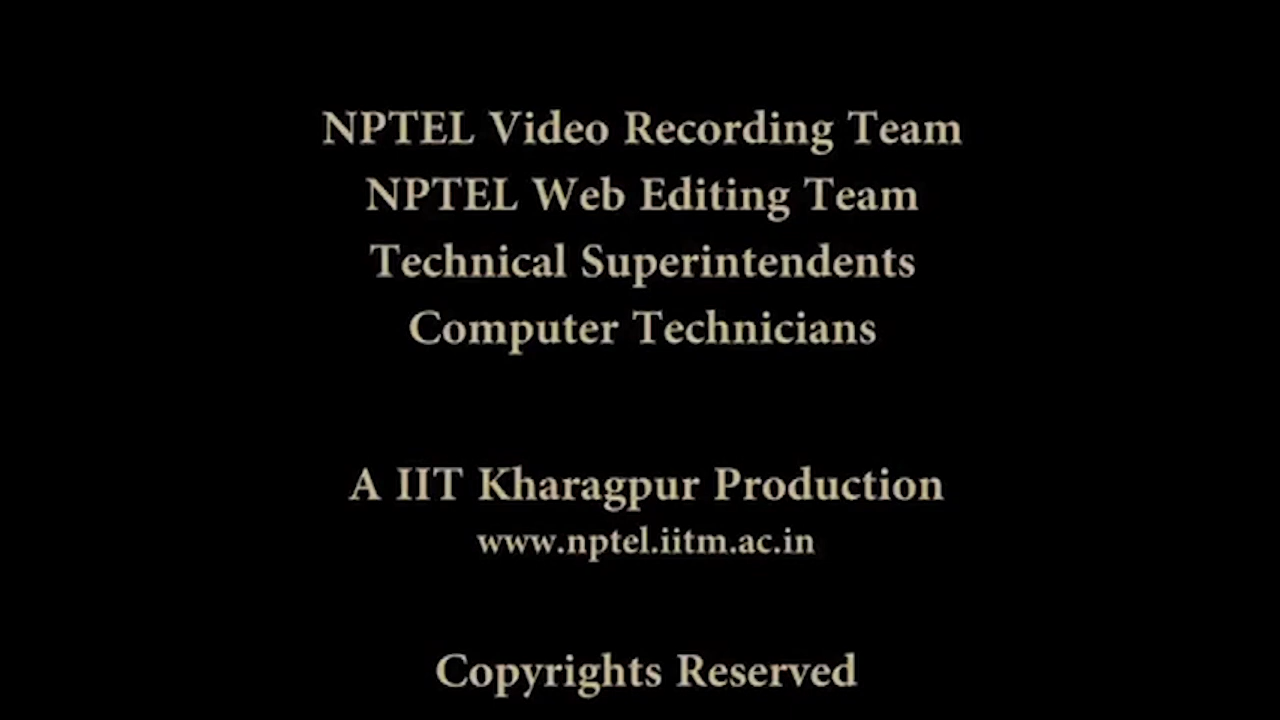 NPTEL Video Recording Team
NPTEL Web Editing Team
Technical Superintendents
Computer Technicians
A IIT Kharagpur Production
www.nptel.iitm.ac.in
Copyrights Reserved